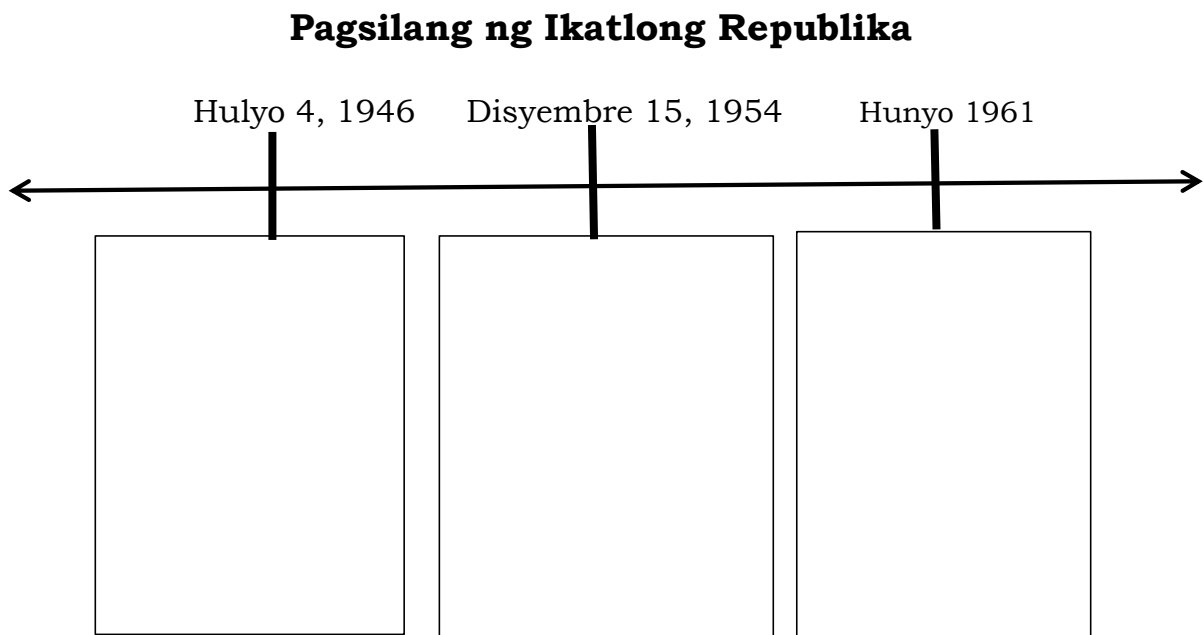 Pagsilang ng Ikatlong Republika
Hulyo 4, 1946 Disyembre 15, 1954 Hunyo 1961